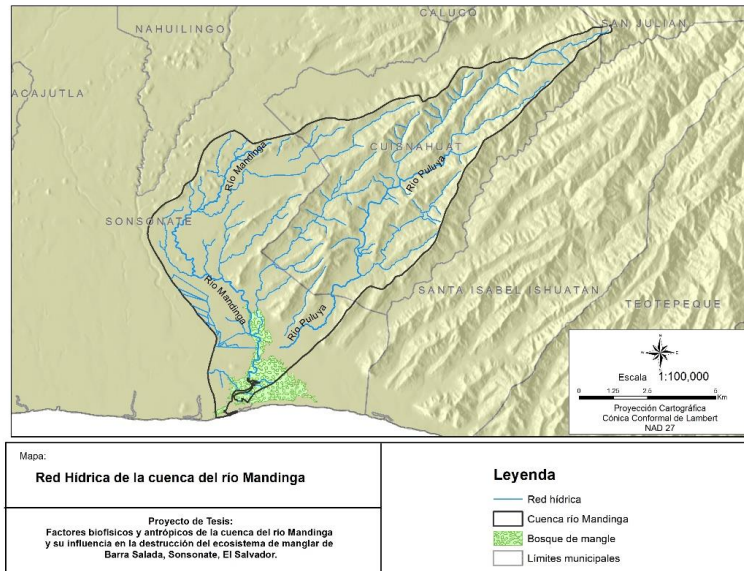 CALUCO
SAN JULIAN
NAHUILINGO
ACAJUTLA
CUISNAHUAT
Río Mandinga
Río Pululuya
SONSONATE
Río Mandinga
Río Pululuya
SANTA ISABEL ISHUATAN
TEOTEPEQUE
Escala 1:100,000
0 1.25 2.5 5
Km
Proyección Cartográfica
Cónica Conformal de Lambert
NAD 27
Mapa:
Red Hídrica de la cuenca del río Mandinga
Proyecto de Tesis:
Factores biofísicos y antrópicos de la cuenca del río Mandinga
y su influencia en la destrucción del ecosistema de manglar de
Barra Salada, Sonsonate, El Salvador.
Leyenda
Red hídrica
Cuenca río Mandinga
Bosque de mangle
Límites municipales